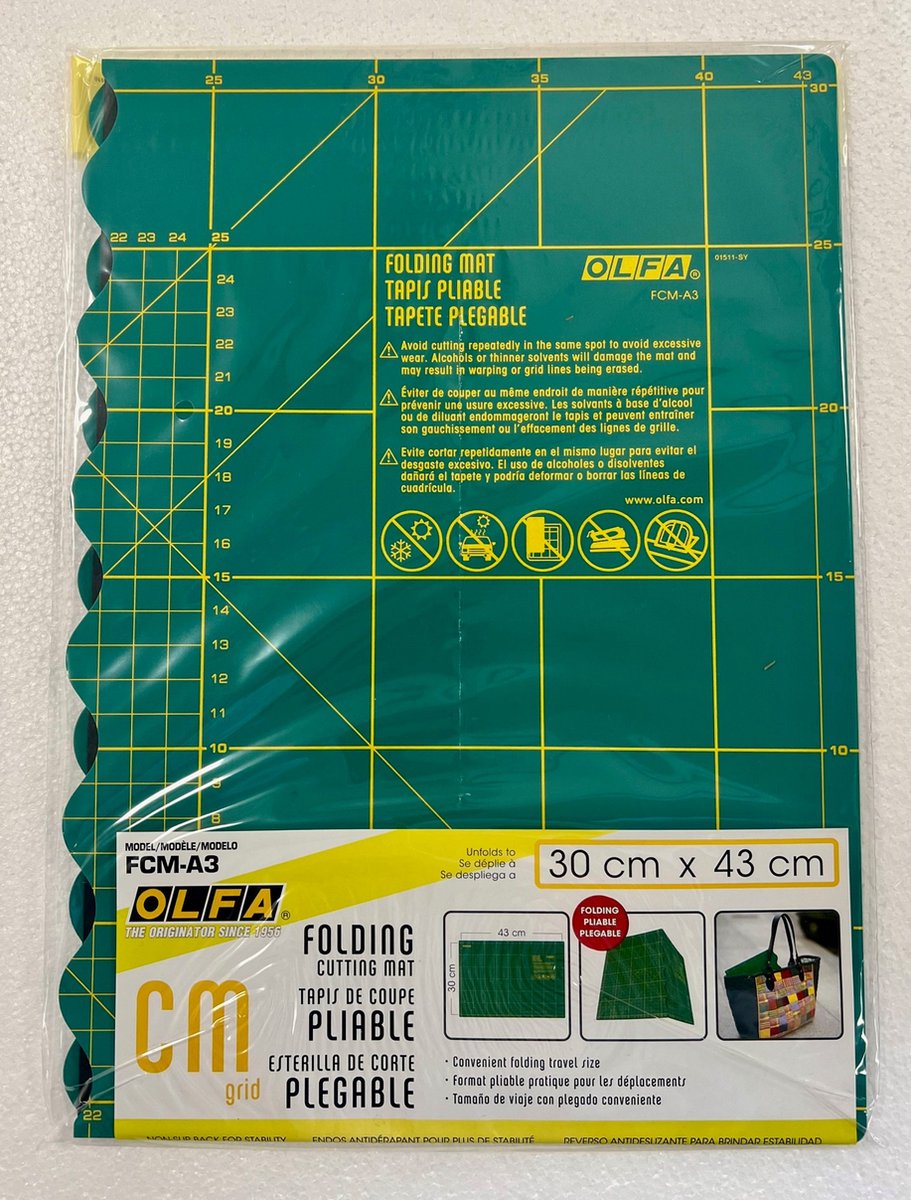 25 30 35 40 43
30
22 23 24 25
25
24
23
22
21
20
20
19
18
17
16
15
15
14
13
12
11
10
10
9
8
FOLDING MAT
TAPIS PLIABLE
TAPETE PLEGABLE
OLFA®
FCM-A3
01511-SY
Avoid cutting repeatedly in the same spot to avoid excessive
wear. Alcohols or thinner solvents will damage the mat and
may result in warping or grid lines being erased.
Éviter de couper au même endroit de manière répétitive pour
prévenir une usure excessive. Les solvants à base d'alcool
ou de diluant endommageront le tapis et peuvent entraîner
son gauchissement ou l'effacement des lignes de grille.
Evite cortar repetidamente en el mismo lugar para evitar el
desgaste excesivo. El uso de alcoholes o disolventes
dañará el tapete y podría deformar o borrar las líneas de
cuadrícula.
www.olfa.com
MODEL/MODÈLE/MODELO
FCM-A3
OLFA®
THE ORIGINATOR SINCE 1956
Unfolds to
Se déplie à
Se despliega a
30 cm x 43 cm
CM
grid
FOLDING
CUTTING MAT
TAPIS DE COUPE
PLIABLE
ESTERILLA DE CORTE
PLEGABLE
43 cm
30 cm
FOLDING
PLIABLE
PLEGABLE
· Convenient folding travel size
· Format pliable pratique pour les déplacements
· Tamaño de viaje con plegado conveniente
22
NON-SLIP BACK FOR STABILITY ENDOS ANTIDÉRAPANT POUR PLUS DE STABILITÉ REVERSO ANTIDESLIZANTE PARA BRINDAR ESTABILIDAD